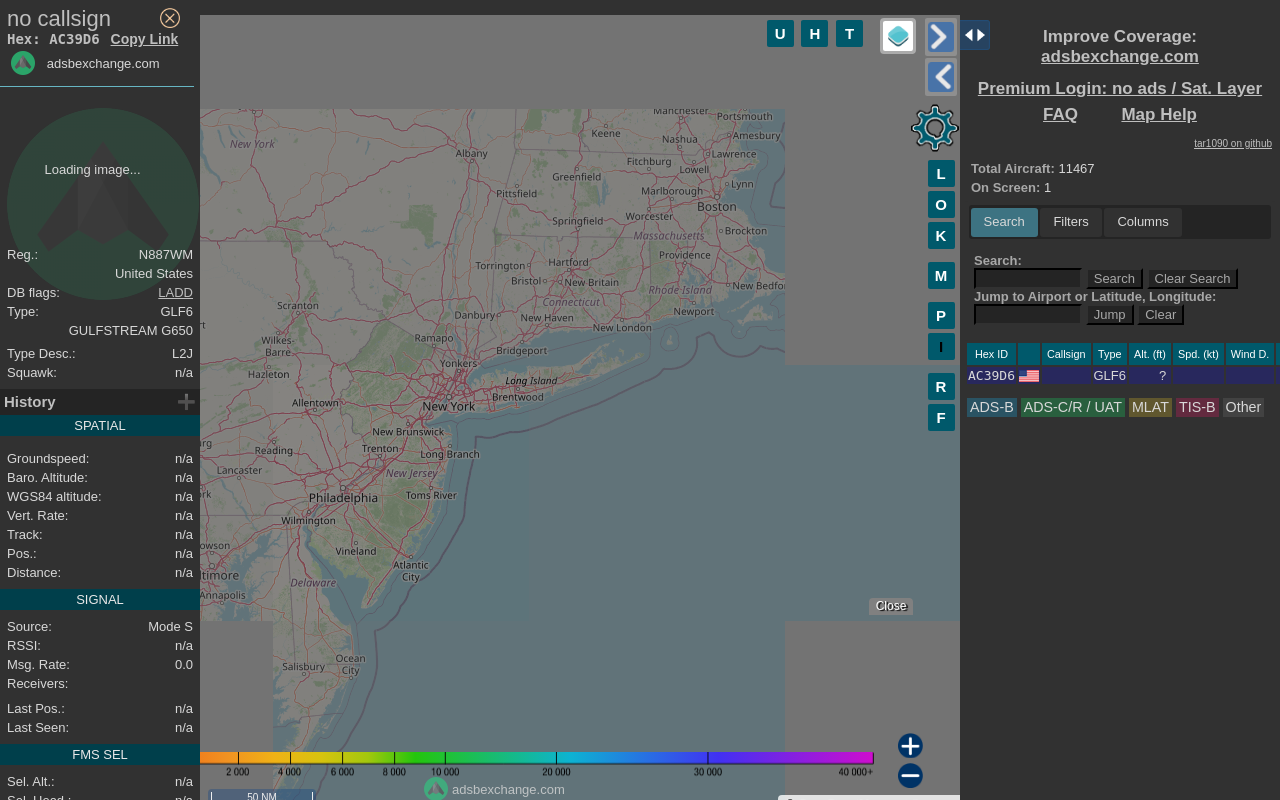 no callsign
Hex: AC39D6 Copy Link
adsbexchange.com
Loading image...
Reg.: N887WM
United States
DB flags: LADD
Type: GLF6
GULFSTREAM G650
Type Desc.: L2J
Squawk: n/a
History
SPATIAL
Groundspeed: n/a
Baro. Altitude: n/a
WGS84 altitude: n/a
Vert. Rate: n/a
Track: n/a
Pos.: n/a
Distance: n/a
SIGNAL
Source: Mode S
RSSI: n/a
Msg. Rate: 0.0
Receivers:
Last Pos.: n/a
Last Seen: n/a
FMS SEL
Sel. Alt.: n/a
U H T
L
O
K
M
P
I
R
F
Manchester
Portsmouth
Keene
Nashua
Amesbury
New York
Albany
Fitchburg
Lawrence
Greenfield
Lowell
Pittsfield
Marlborough
Lynn
Boston
Springfield
Worcester
Brockton
Massachusetts
Providence
Torrington
Hartford
Bristol
New Britain
Rhode Island
New Bedfo
Scranton
Connecticut
Danbury
New Haven
Newport
New London
Wilkes-
Barre
Ramapo
Bridgeport
Yonkers
Hazleton
Long Island
Brentwood
Allentown
New York
New Brunswick
Reading
Trenton
Long Branch
Lancaster
New Jersey
Philadelphia
Toms River
Wilmington
Vineland
Atlantic
City
Delaware
ltimore
Annapolis
Ocean
City
Salisbury
Close
2 000 4 000 6 000 8 000 10 000 20 000 30 000 40 000+
adsbexchange.com
50 NM
Improve Coverage:
adsbexchange.com
Premium Login: no ads / Sat. Layer
FAQ Map Help
tar1090 on github
Total Aircraft: 11467
On Screen: 1
Search Filters Columns
Search:
Search Clear Search
Jump to Airport or Latitude, Longitude:
Jump Clear
Hex ID Callsign Type Alt. (ft) Spd. (kt) Wind D.
AC39D6 GLF6 ?
ADS-B ADS-C/R / UAT MLAT TIS-B Other